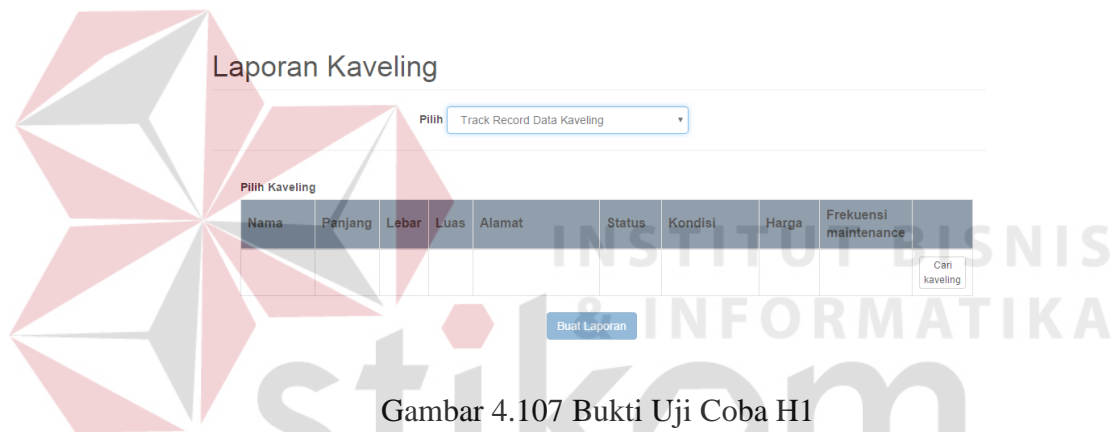 Laporan Kaveling
Pilih Track Record Data Kaveling
Pilih Kaveling
Nama Panjang Lebar Luas Alamat Status Kondisi Harga Frekuensi maintenance
Cari
kaveling
Buat Laporan
INSTITUT BISNIS
& INFORMATIKA
stikom
Gambar 4.107 Bukti Uji Coba H1